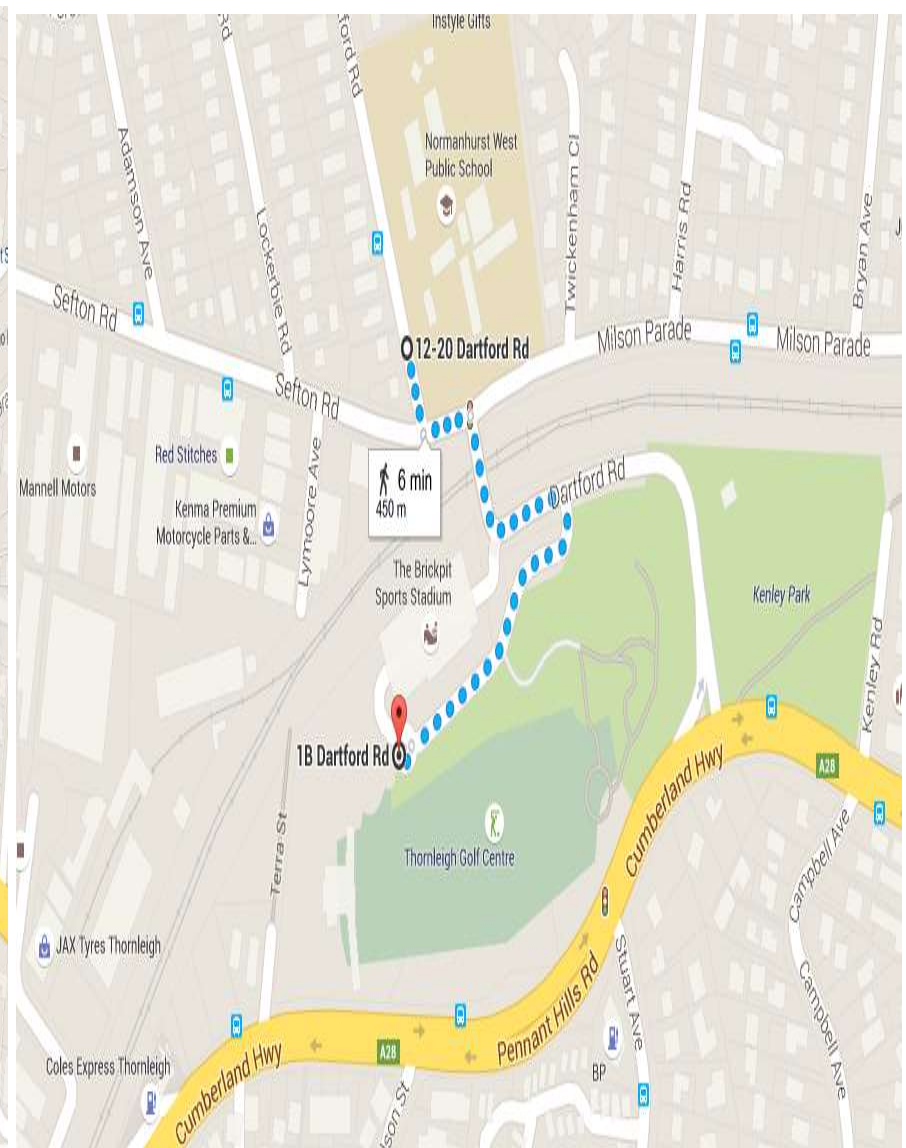 Instyle Gifts
ford Rd
Rd
Normanhurst West
Public School
Adamson Ave
Lockerbie Rd
Twickenham Cl
Harris Rd
Bryan Ave
Sefton Rd
12-20 Dartford Rd
Milson Parade
Milson Parade
Sefton Rd
Red Stitches
Mannell Motors
Kenma Premium
Motorcycle Parts &...
Lymoore Ave
6 min
450 m
Dartford Rd
The Brickpit
Sports Stadium
Kenley Park
Kenley Rd
1B Dartford Rd
Cumberland Hwy
A28
Thornleigh Golf Centre
Terra St
Campbell Ave
JAX Tyres Thornleigh
Stuart Ave
Pennant Hills Rd
Campbell Ave
A28
Cumberland Hwy
Coles Express Thornleigh
BP
son St